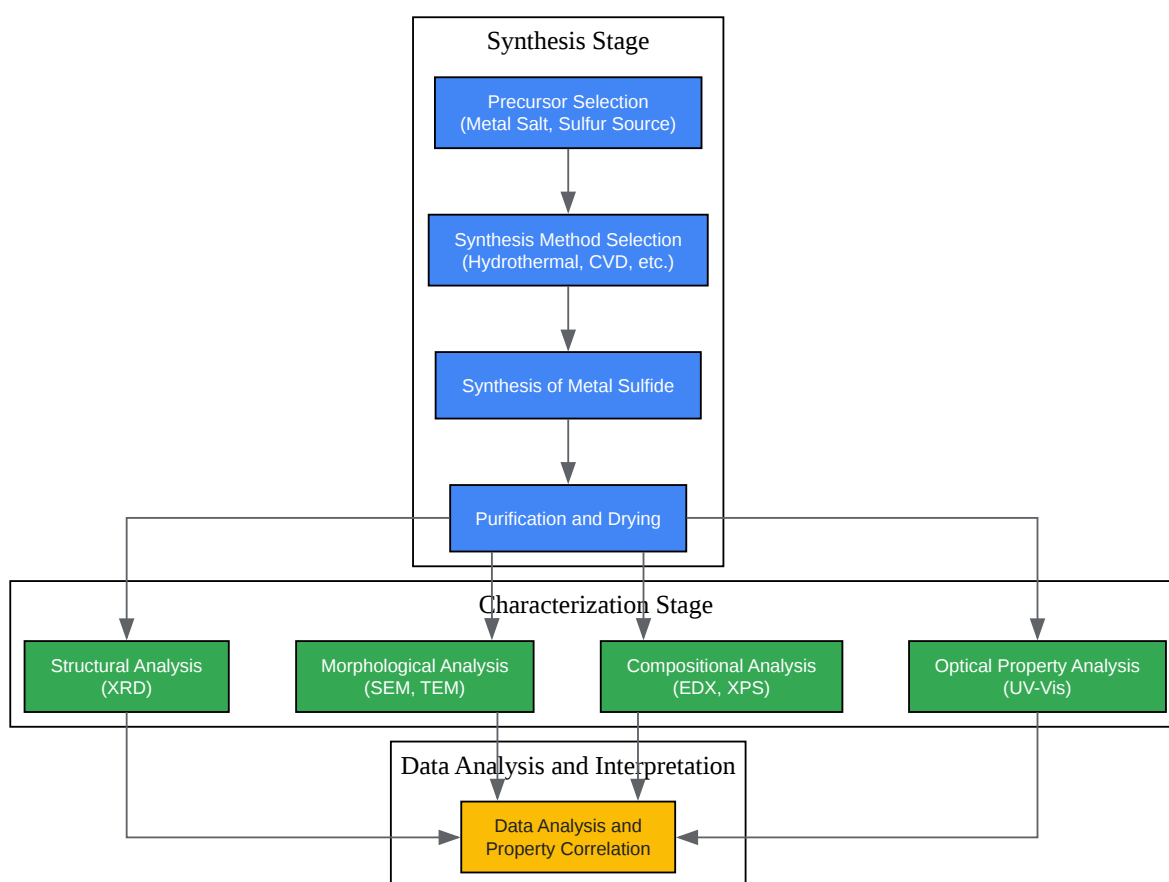 Synthesis Stage
Precursor Selection
(Metal Salt, Sulfur Source)
Synthesis Method Selection
(Hydrothermal, CVD, etc.)
Synthesis of Metal Sulfide
Purification and Drying
Characterization Stage
Structural Analysis
(XRD)
Morphological Analysis
(SEM, TEM)
Compositional Analysis
(EDX, XPS)
Optical Property Analysis
(UV-Vis)
Data Analysis and Interpretation
Data Analysis and
Property Correlation